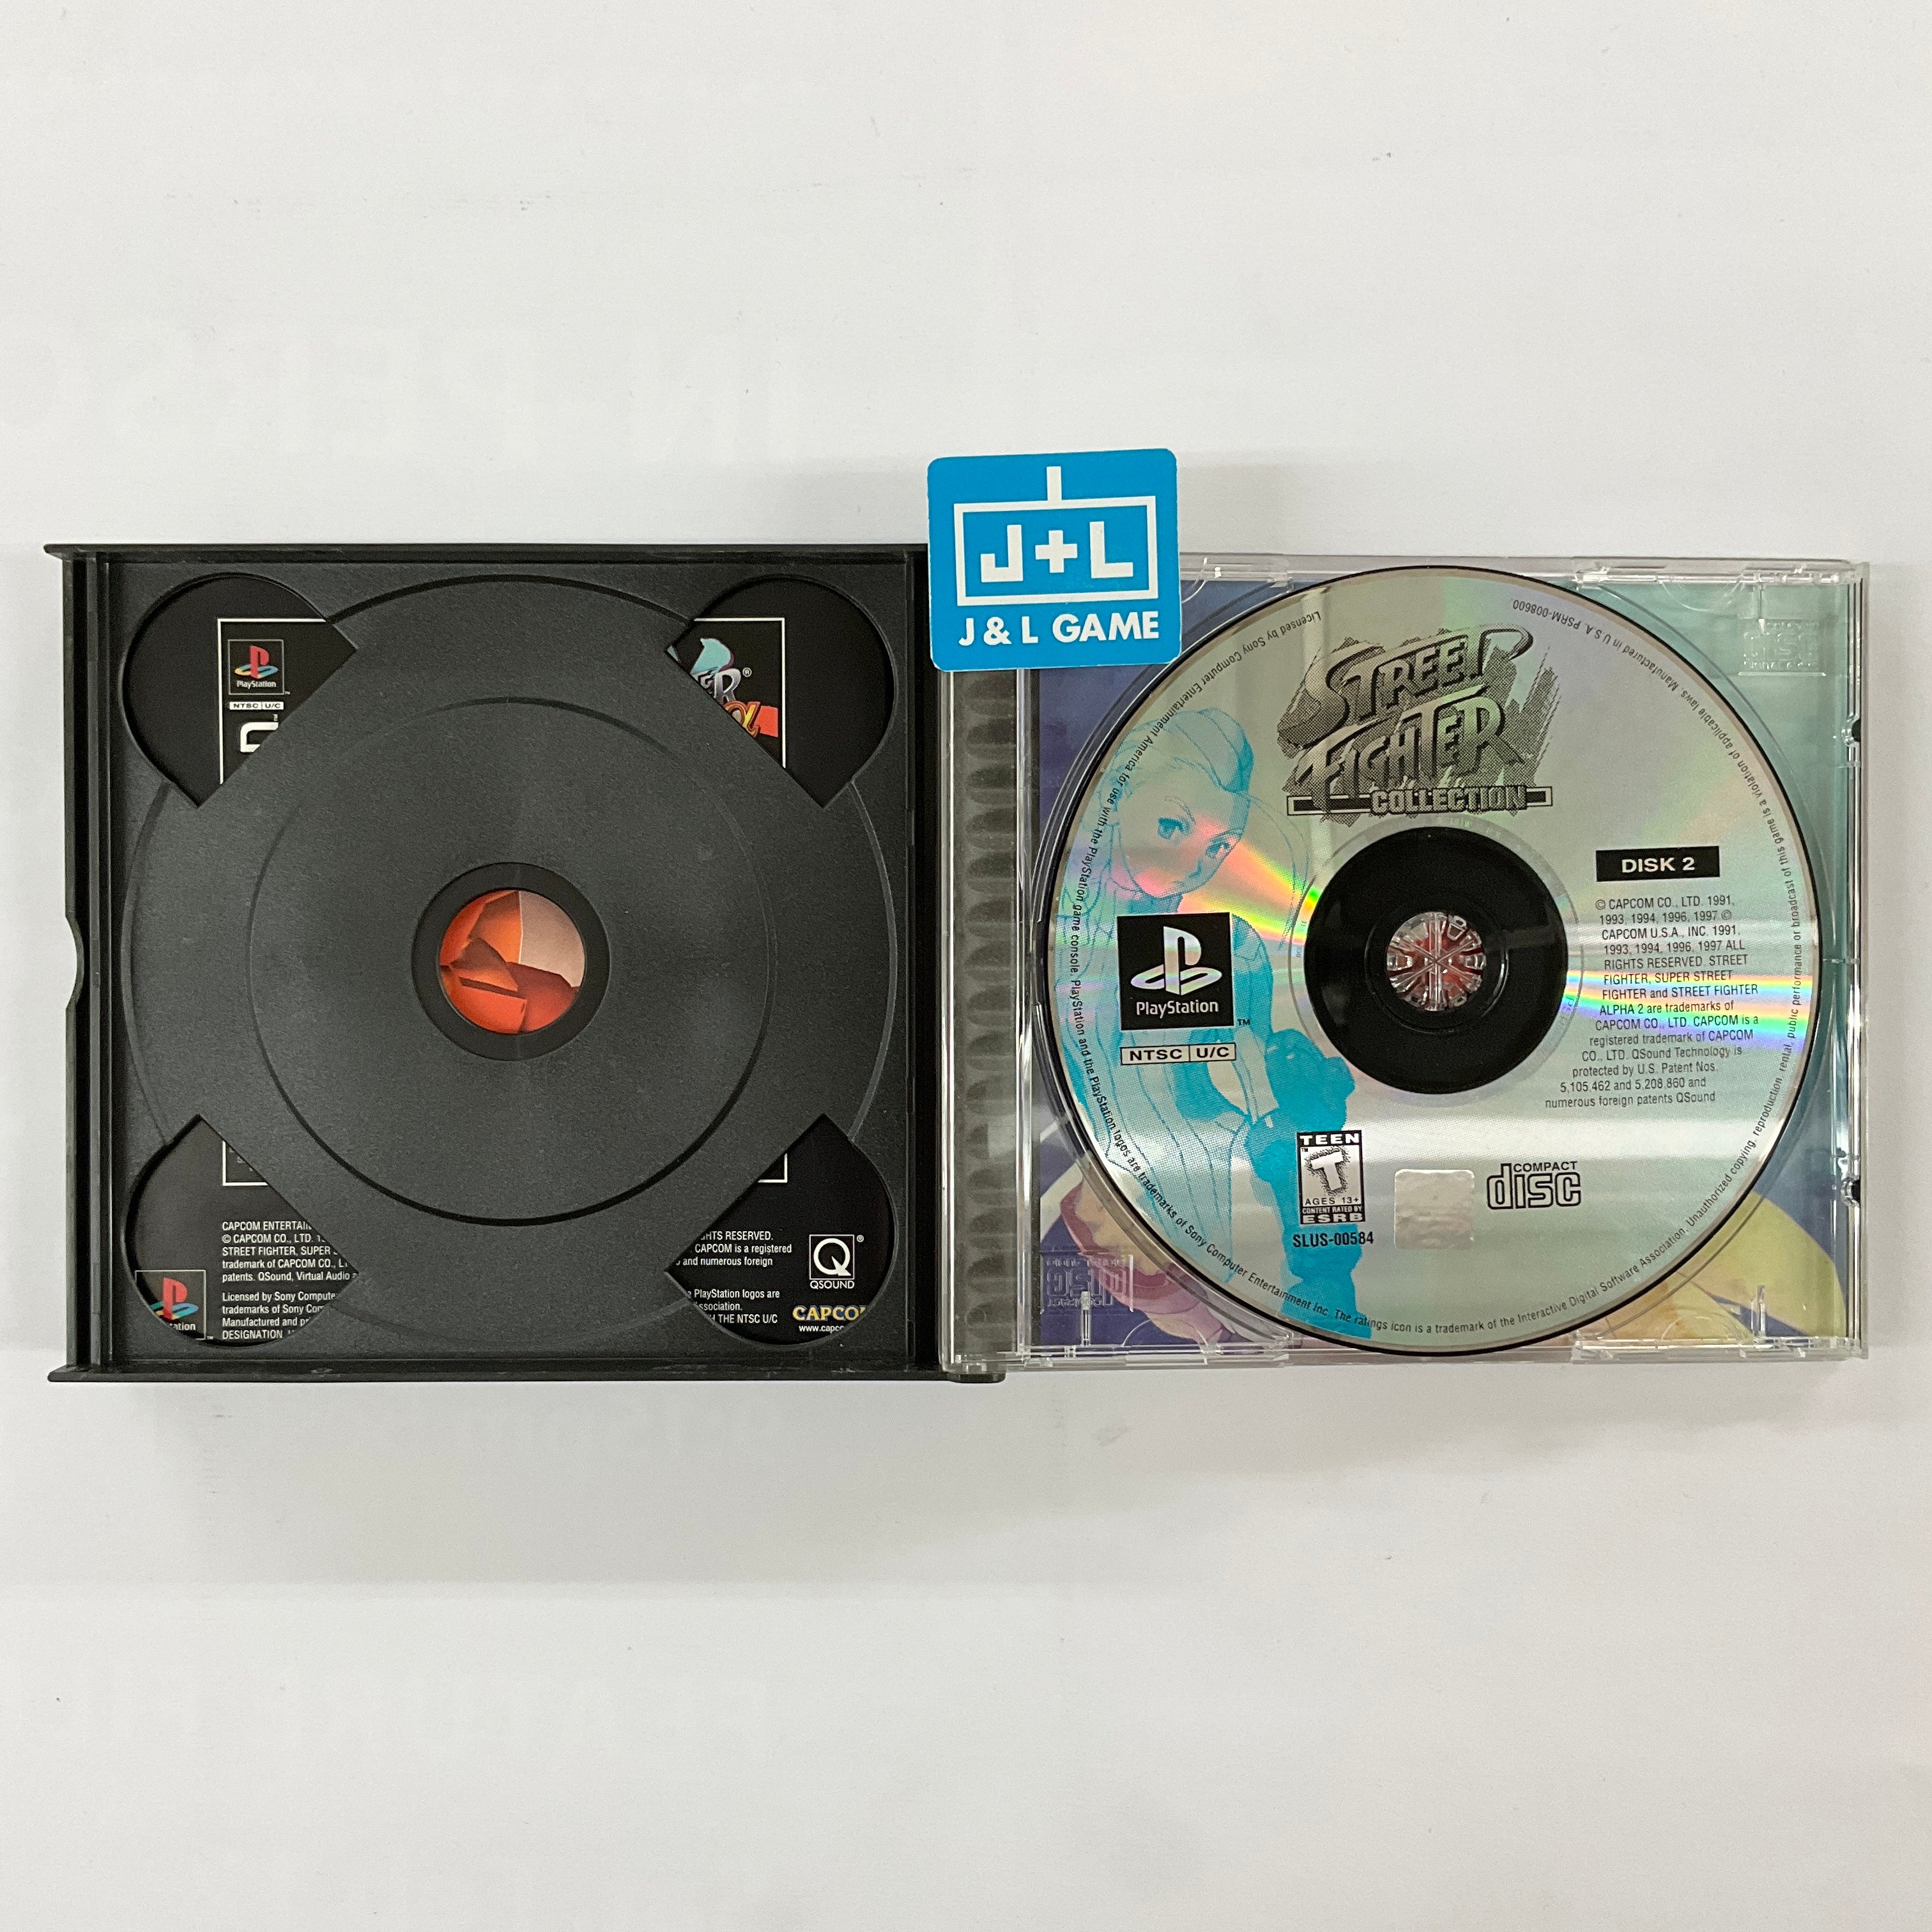 J+L
J & L GAME
PlayStation
NTSC U/C
CAPCOM
© CAPCOM CO., LTD.
STREET FIGHTER, SUPER
trademark of CAPCOM CO.,
patents. QSound, Virtual Audio
Licensed by Sony
trademarks of Sony
Manufactured and
DESIGNATION
RESERVED.
CAPCOM is a registered
and numerous foreign
PlayStation logos are
THE NTSC U/C
QSOUND
Licensed by Sony Computer Entertainment America for use with the PlayStation game console. PlayStation and the PlayStation logos are trademarks of Sony Computer Entertainment Inc. The ratings icon is a trademark of the Interactive Digital Software Association. Unauthorized copying, reproduction, rental, public performance or broadcast of this game is a violation of applicable laws. Manufactured in U.S.A. PSRM-008600.
STREET
FIGHTER
COLLECTION
DISK 2
© CAPCOM CO., LTD. 1991,
1993, 1994, 1996, 1997 ©
CAPCOM U.S.A., INC. 1991,
1993, 1994, 1996, 1997 ALL
RIGHTS RESERVED. STREET
FIGHTER, SUPER STREET
FIGHTER and STREET FIGHTER
ALPHA 2 are trademarks of
CAPCOM CO., LTD. CAPCOM is a
registered trademark of CAPCOM
CO., LTD. QSound Technology is
protected by U.S. Patent Nos.
5,105,462 and 5,208,860 and
numerous foreign patents QSound
PlayStation
NTSC U/C
TEEN
T
AGES 13+
CONTENT RATED BY
ESRB
SLUS-00584
COMPACT
disc